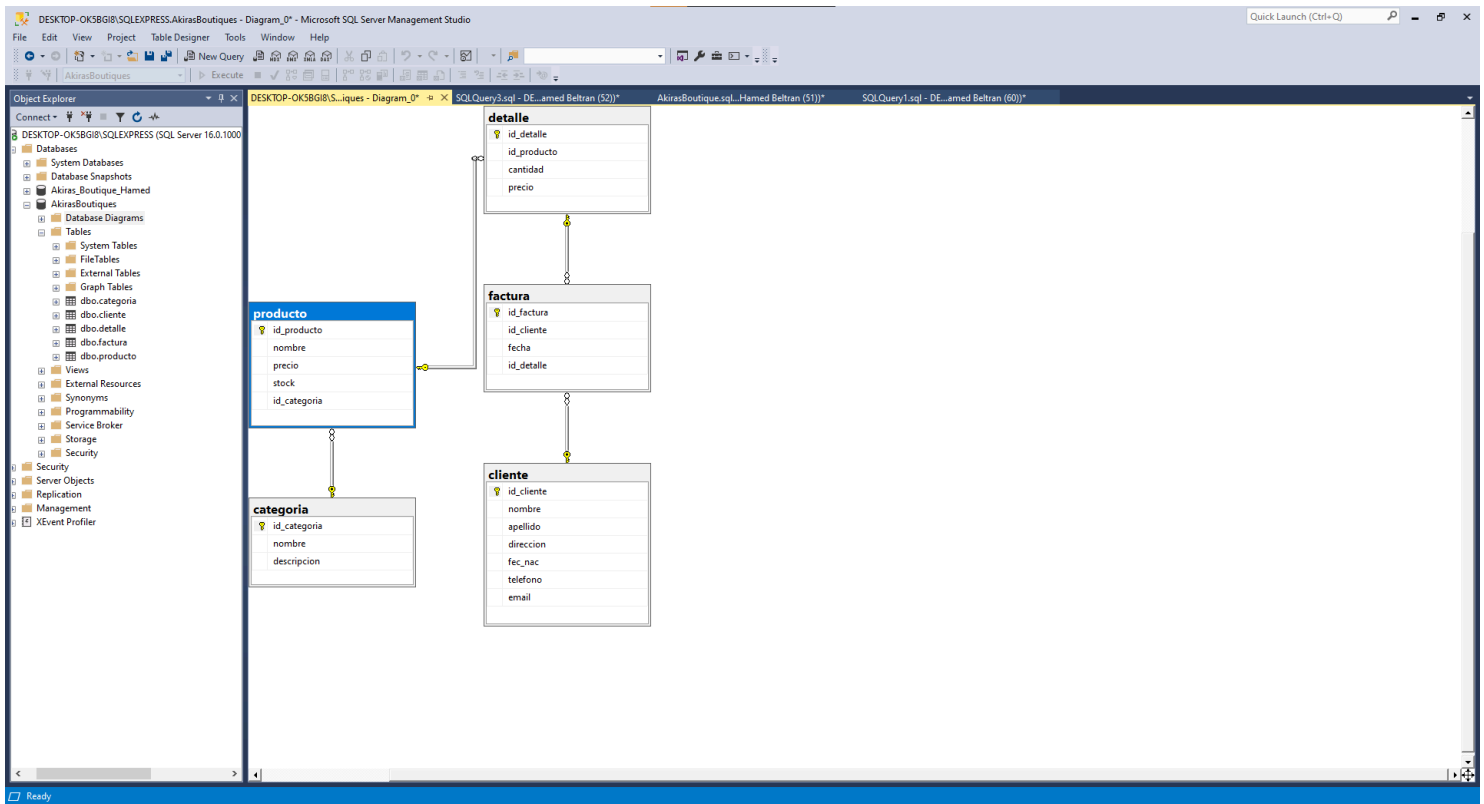 DESKTOP-OK5BGI8\SQLEXPRESS.AkirasBoutiques - Diagram_0* - Microsoft SQL Server Management Studio
Quick Launch (Ctrl+Q)
File Edit View Project Table Designer Tools Window Help
New Query
AkirasBoutiques
Execute
Object Explorer
Connect
DESKTOP-OK5BGI8\SQLEXPRESS (SQL Server 16.0.1000
Databases
System Databases
Database Snapshots
Akiras_Boutique_Hamed
AkirasBoutiques
Database Diagrams
Tables
System Tables
FileTables
External Tables
Graph Tables
dbo.categoria
dbo.cliente
dbo.detalle
dbo.factura
dbo.producto
Views
External Resources
Synonyms
Programmability
Service Broker
Storage
Security
Security
Server Objects
Replication
Management
XEvent Profiler
DESKTOP-OK5BGI8\S...iques - Diagram_0*
SQLQuery3.sql - DE...amed Beltran (52))*
AkirasBoutique.sql...Hamed Beltran (51))*
SQLQuery1.sql - DE...amed Beltran (60))*
detalle
id_detalle
id_producto
cantidad
precio
factura
id_factura
id_cliente
fecha
id_detalle
producto
id_producto
nombre
precio
stock
id_categoria
cliente
id_cliente
nombre
apellido
direccion
fec_nac
telefono
email
categoria
id_categoria
nombre
descripcion
Ready